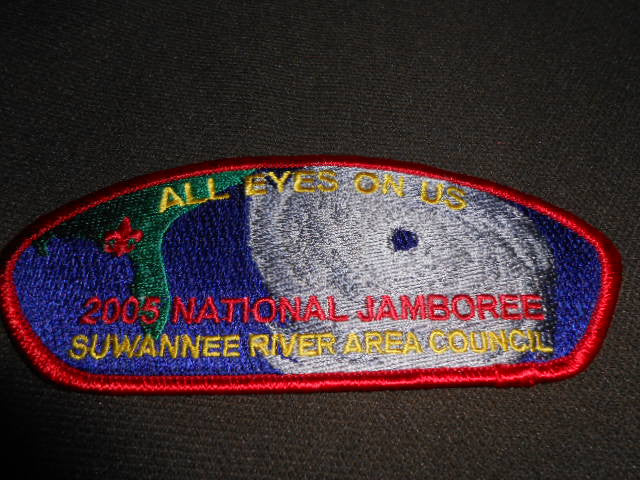 ALL EYES ON US
2005 NATIONAL JAMBOREE
SUWANNEE RIVER AREA COUNCIL